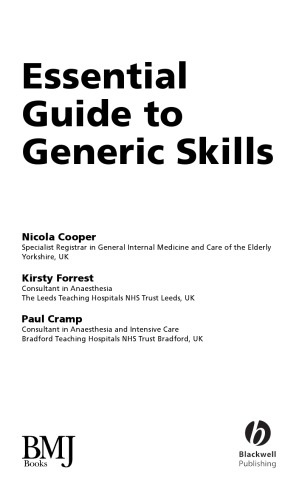 Essential
Guide to
Generic Skills
Nicola Cooper
Specialist Registrar in General Internal Medicine and Care of the Elderly
Yorkshire, UK
Kirsty Forrest
Consultant in Anaesthesia
The Leeds Teaching Hospitals NHS Trust Leeds, UK
Paul Cramp
Consultant in Anaesthesia and Intensive Care
Bradford Teaching Hospitals NHS Trust Bradford, UK
BMJ
Books
b
Blackwell
Publishing